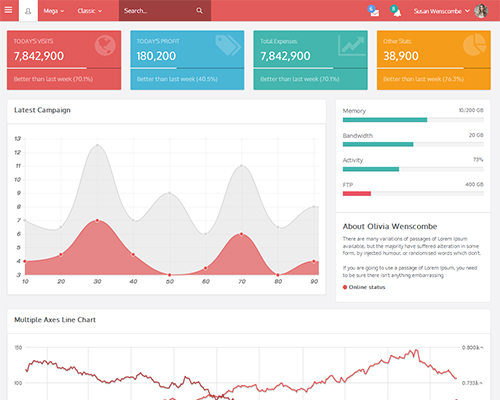 Mega
Classic
Search...
6
8
Susan Wenscombe
TODAY'S VISITS
7,842,900
Better than last week (70.1%)
TODAY'S PROFIT
180,200
Better than last week (40.5%)
Total Expenses
7,842,900
Better than last week (70.1%)
Other Stats
38,900
Better than last week (76.2%)
Latest Campaign
13
12
11
10
9
8
7
6
5
4
3
10 20 30 40 50 60 70 80 90
Memory 10/200 GB
Bandwidth 20 GB
Activity 73%
FTP 400 GB
About Olivia Wenscombe
There are many variations of passages of Lorem Ipsum
available, but the majority have suffered alteration in some
form, by injected humour, or randomised words which don't.
If you are going to use a passage of Lorem Ipsum, you need
to be sure there isn't anything embarrassing
Online status
Multiple Axes Line Chart
150 0.800€
100 0.733€